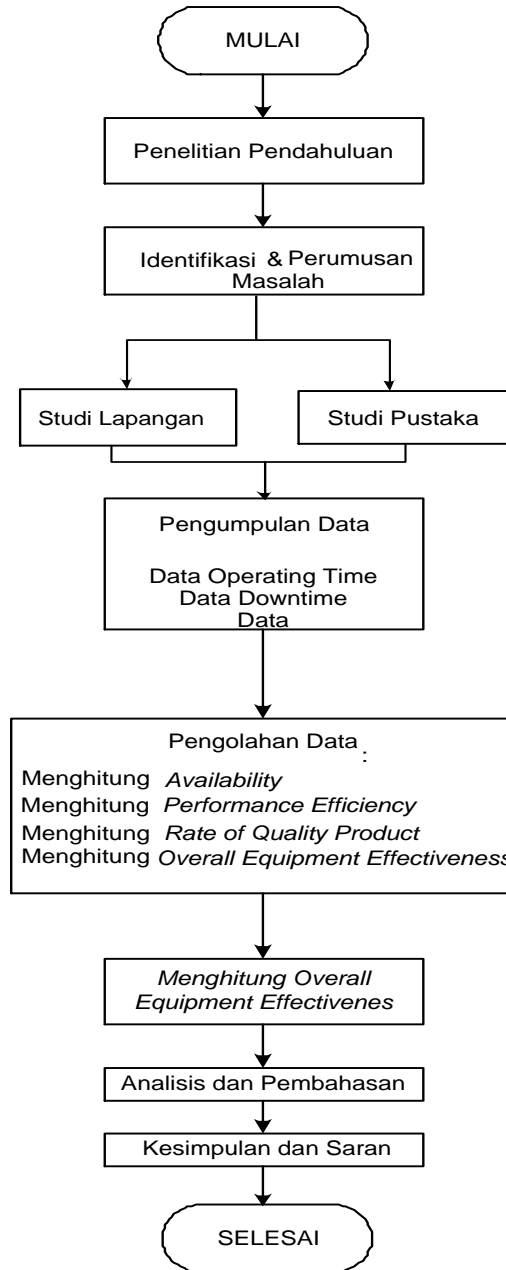 MULAI
Penelitian Pendahuluan
Identifikasi & Perumusan
Masalah
Studi Lapangan
Studi Pustaka
Pengumpulan Data
Data Operating Time
Data Downtime
Data
Pengolahan Data :
Menghitung Availability
Menghitung Performance Efficiency
Menghitung Rate of Quality Product
Menghitung Overall Equipment Effectiveness
Menghitung Overall
Equipment Effectivenes
Analisis dan Pembahasan
Kesimpulan dan Saran
SELESAI